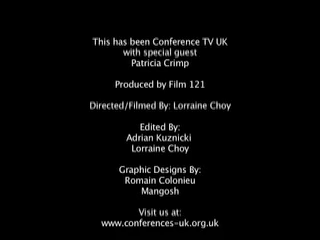 This has been Conference TV UK
with special guest
Patricia Crimp
Produced by Film 121
Directed/Filmed By: Lorraine Choy
Edited By:
Adrian Kuznicki
Lorraine Choy
Graphic Designs By:
Romain Colonieu
Mangosh
Visit us at:
www.conferences-uk.org.uk